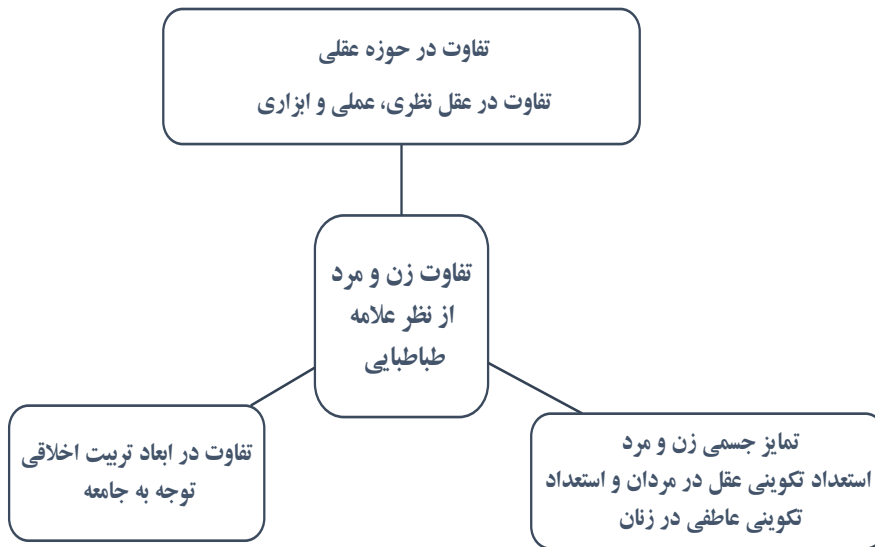 تفاوت در حوزه عقلی
تفاوت در عقل نظری، عملی و ابزاری
تفاوت زن و مرد
از نظر علامه
طباطبایی
تمایز جسمی زن و مرد
استعداد تکوینی عقل در مردان و استعداد
تکوینی عاطفی در زنان
تفاوت در ابعاد تربیت اخلاقی
توجه به جامعه